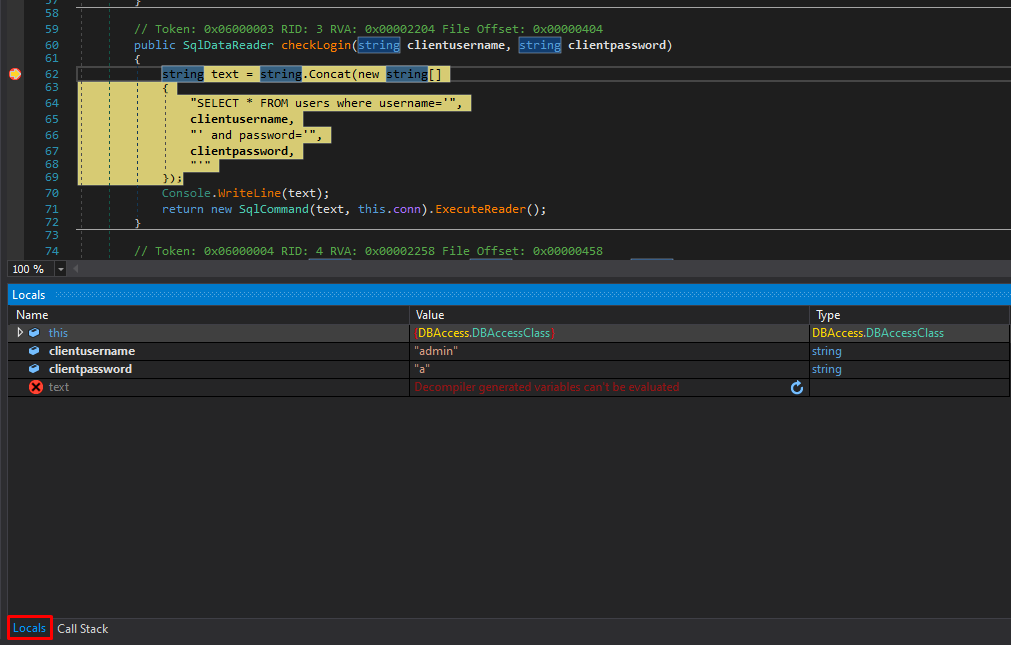 57 }
58
59 // Token: 0x06000003 RID: 3 RVA: 0x00002204 File Offset: 0x00000404
60 public SqlDataReader checkLogin(string clientusername, string clientpassword)
61 {
62 string text = string.Concat(new string[]
63 {
64 "SELECT * FROM users where username='",
65 clientusername,
66 "' and password='",
67 clientpassword,
68 "'"
69 });
70 Console.WriteLine(text);
71 return new SqlCommand(text, this.conn).ExecuteReader();
72 }
73
74 // Token: 0x06000004 RID: 4 RVA: 0x00002258 File Offset: 0x00000458
100 %
Locals
Name Value Type
this {DBAccess.DBAccessClass} DBAccess.DBAccessClass
clientusername "admin" string
clientpassword "a" string
text Decompiler generated variables can't be evaluated
Locals Call Stack